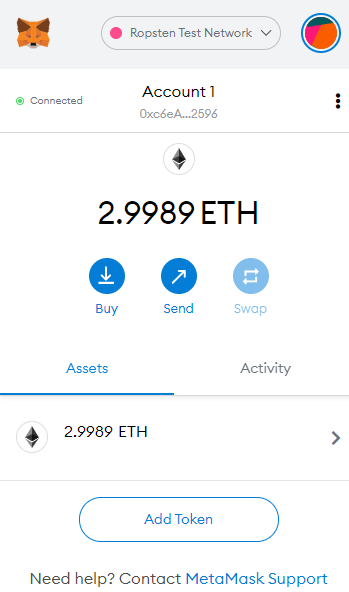 Ropsten Test Network
Connected
Account 1
0xc6eA...2596
2.9989 ETH
Buy
Send
Swap
Assets
Activity
2.9989 ETH
Add Token
Need help? Contact MetaMask Support